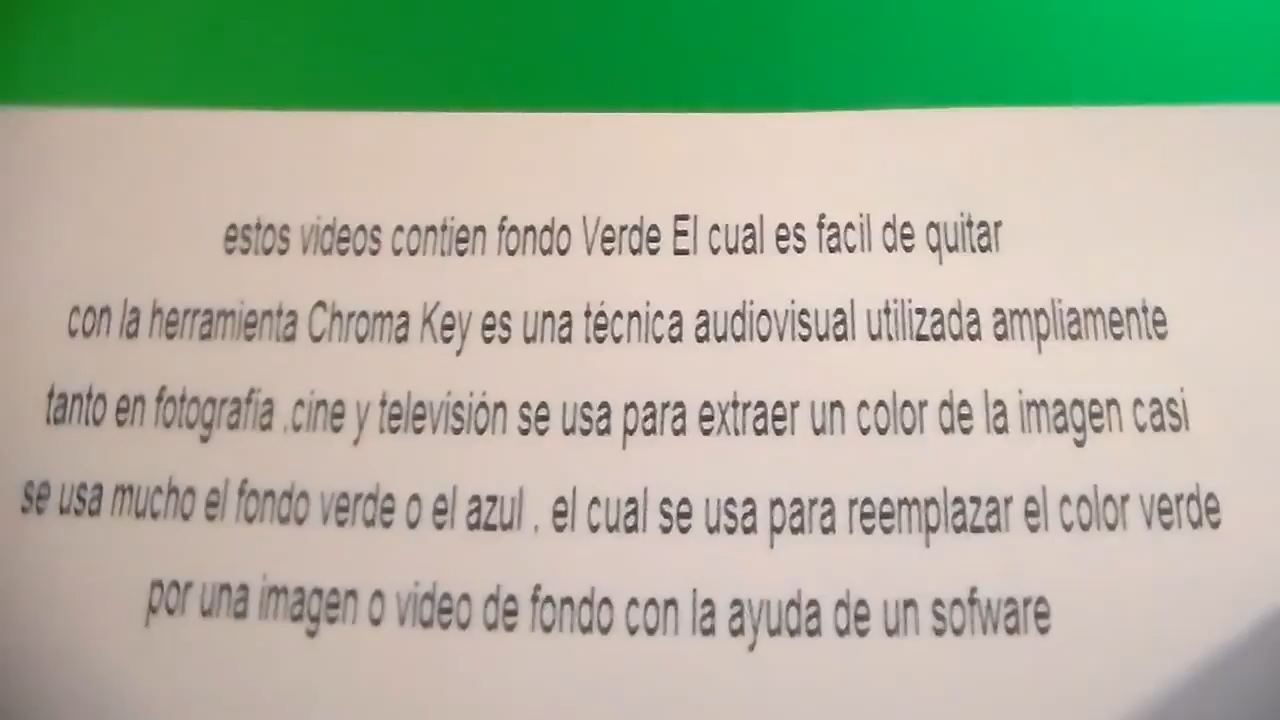 estos videos contien fondo Verde El cual es facil de quitar
con la herramienta Chroma Key es una técnica audiovisual utilizada ampliamente
tanto en fotografia .cine y televisión se usa para extraer un color de la imagen casi
se usa mucho el fondo verde o el azul . el cual se usa para reemplazar el color verde
por una imagen o video de fondo con la ayuda de un sofware